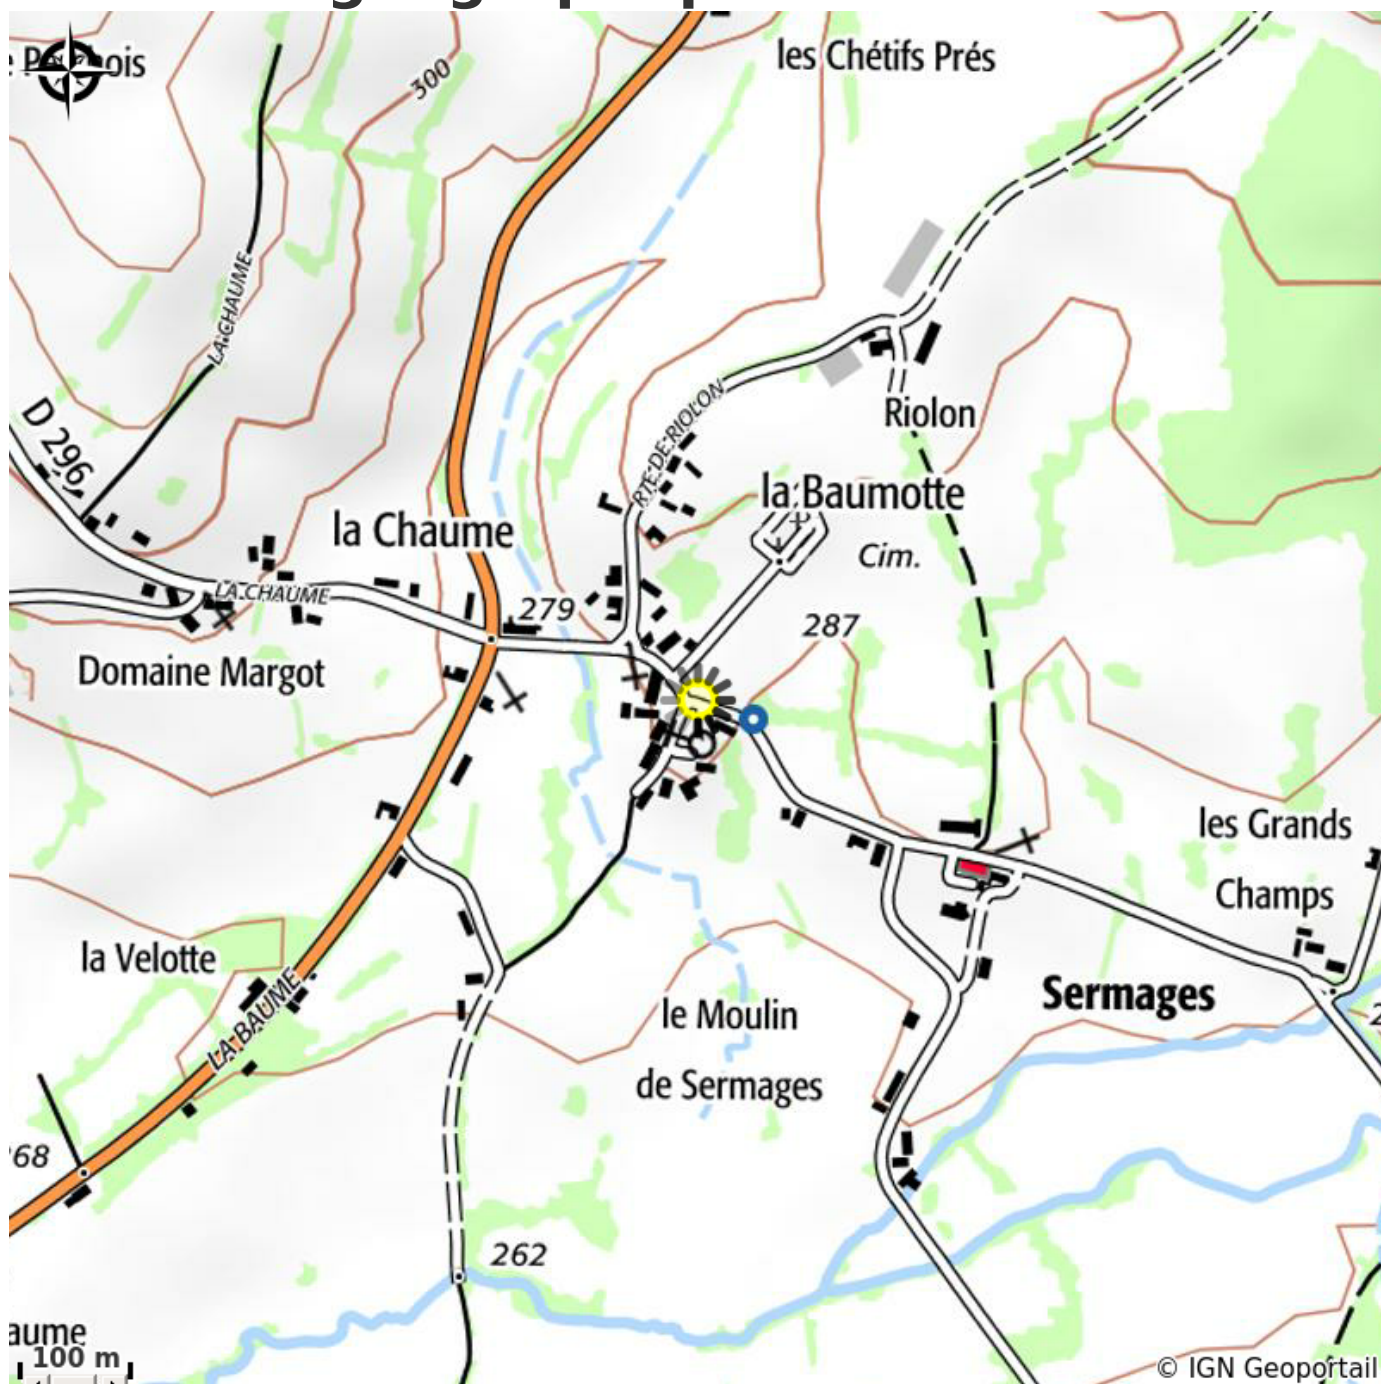 les Chétifs Prés
300
LA CHAUME
D 296
RTE DE RIOLON
Riolon
la Baumotte
la Chaume
Cim.
LA CHAUME
279
287
Domaine Margot
les Grands
Champs
la Velotte
Sermages
le Moulin
de Sermages
LA BAUME
68
262
aume
100 m
© IGN Geoportail